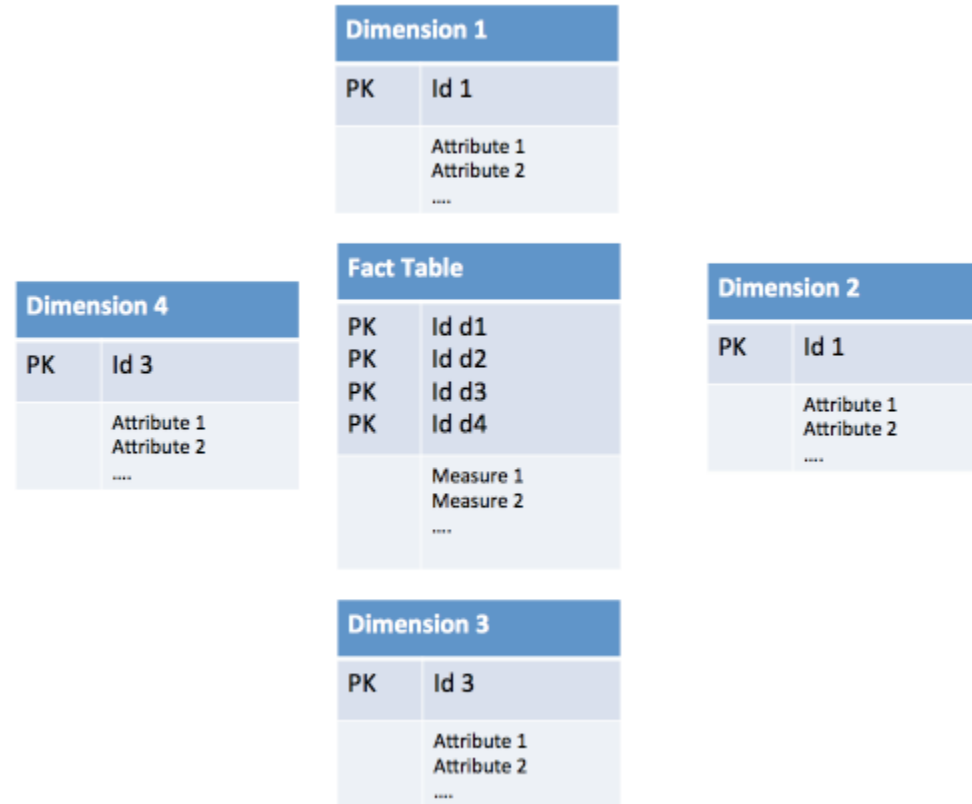 Dimension 1
PK Id 1
Attribute 1
Attribute 2
....
Fact Table
PK Id d1
PK Id d2
PK Id d3
PK Id d4
Measure 1
Measure 2
....
Dimension 4
PK Id 3
Attribute 1
Attribute 2
....
Dimension 2
PK Id 1
Attribute 1
Attribute 2
....
Dimension 3
PK Id 3
Attribute 1
Attribute 2
....